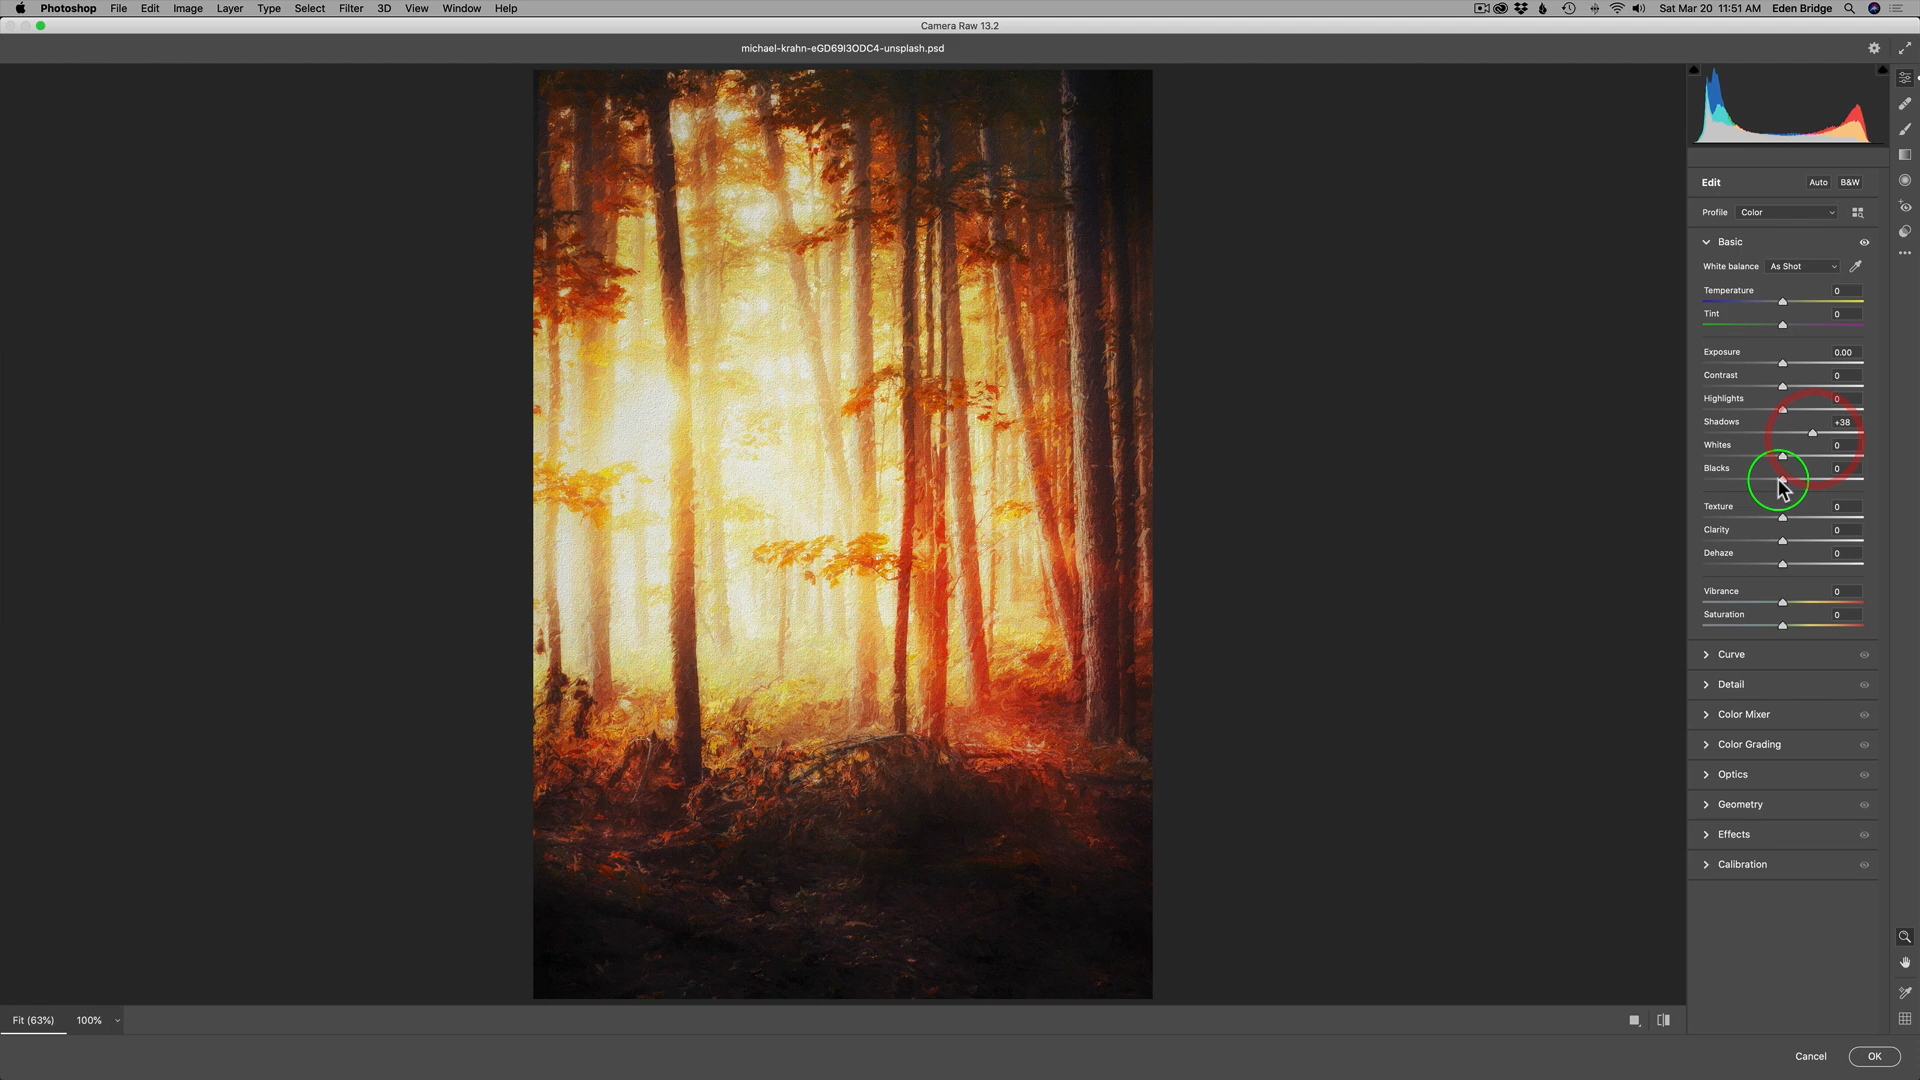 Photoshop File Edit Image Layer Type Select Filter 3D View Window Help Sat Mar 20 11:51 AM Eden Bridge
Camera Raw 13.2
michael-krahn-eGD69I3ODC4-unsplash.psd
Edit Auto B&W
Profile Color
Basic
White balance As Shot
Temperature 0
Tint 0
Exposure 0.00
Contrast 0
Highlights 0
Shadows +38
Whites 0
Blacks 0
Texture 0
Clarity 0
Dehaze 0
Vibrance 0
Saturation 0
Curve
Detail
Color Mixer
Color Grading
Optics
Geometry
Effects
Calibration
Fit (63%) 100%
Cancel OK